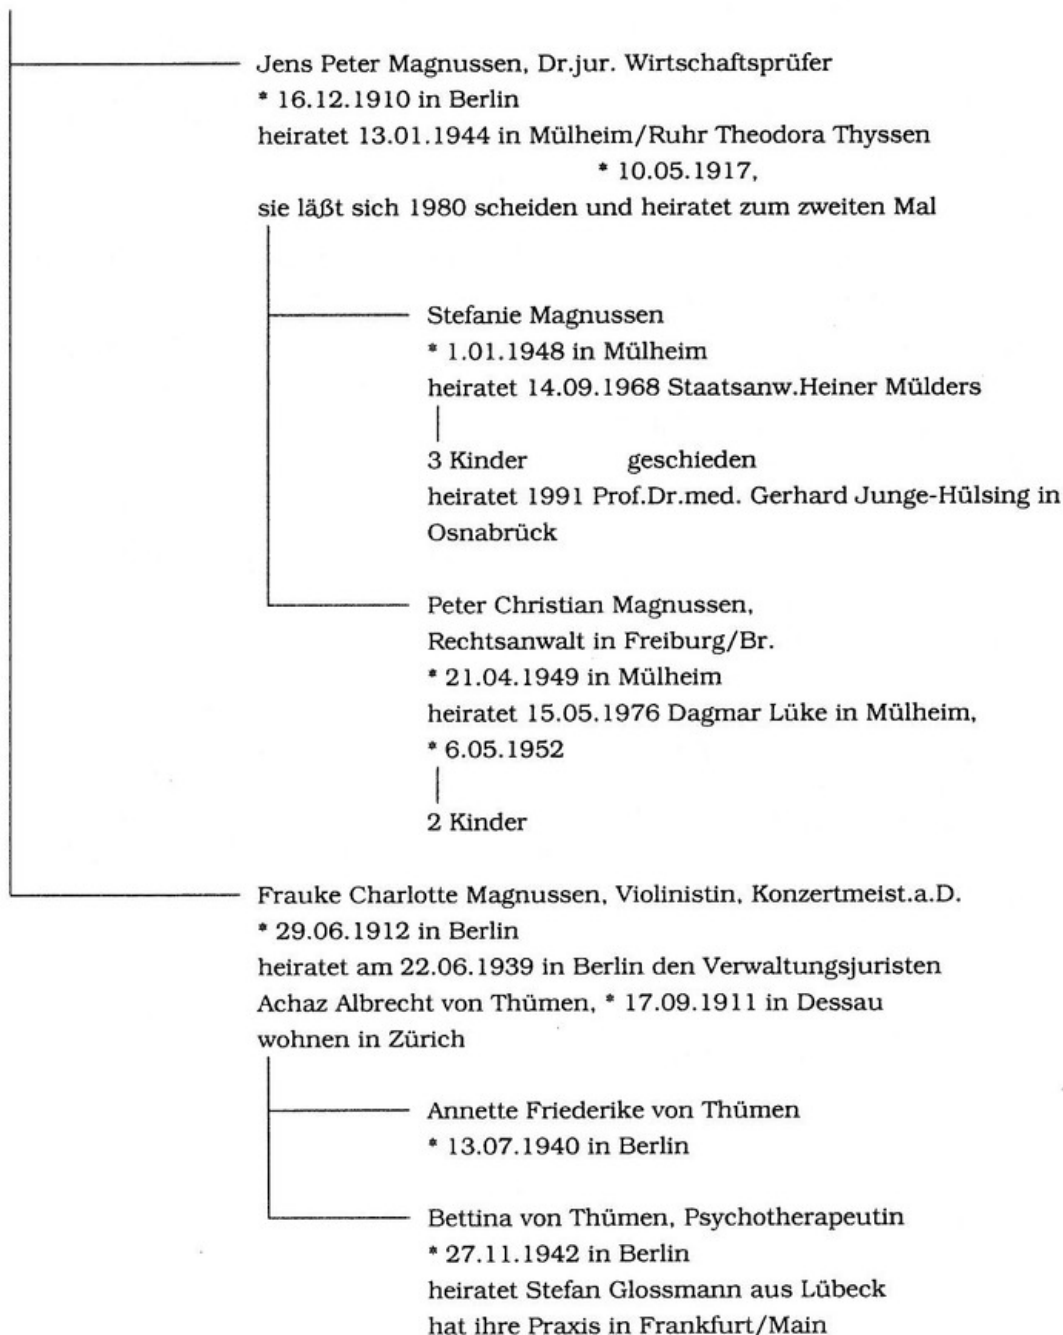 Jens Peter Magnussen, Dr.jur. Wirtschaftsprüfer
* 16.12.1910 in Berlin
heiratet 13.01.1944 in Mülheim/Ruhr Theodora Thyssen
* 10.05.1917,
sie läßt sich 1980 scheiden und heiratet zum zweiten Mal
Stefanie Magnussen
* 1.01.1948 in Mülheim
heiratet 14.09.1968 Staatsanw.Heiner Mülders
3 Kinder geschieden
heiratet 1991 Prof.Dr.med. Gerhard Junge-Hülsing in
Osnabrück
Peter Christian Magnussen,
Rechtsanwalt in Freiburg/Br.
* 21.04.1949 in Mülheim
heiratet 15.05.1976 Dagmar Lüke in Mülheim,
* 6.05.1952
2 Kinder
Frauke Charlotte Magnussen, Violinistin, Konzertmeist.a.D.
* 29.06.1912 in Berlin
heiratet am 22.06.1939 in Berlin den Verwaltungsjuristen
Achaz Albrecht von Thümen, * 17.09.1911 in Dessau
wohnen in Zürich
Annette Friederike von Thümen
* 13.07.1940 in Berlin
Bettina von Thümen, Psychotherapeutin
* 27.11.1942 in Berlin
heiratet Stefan Glossmann aus Lübeck
hat ihre Praxis in Frankfurt/Main